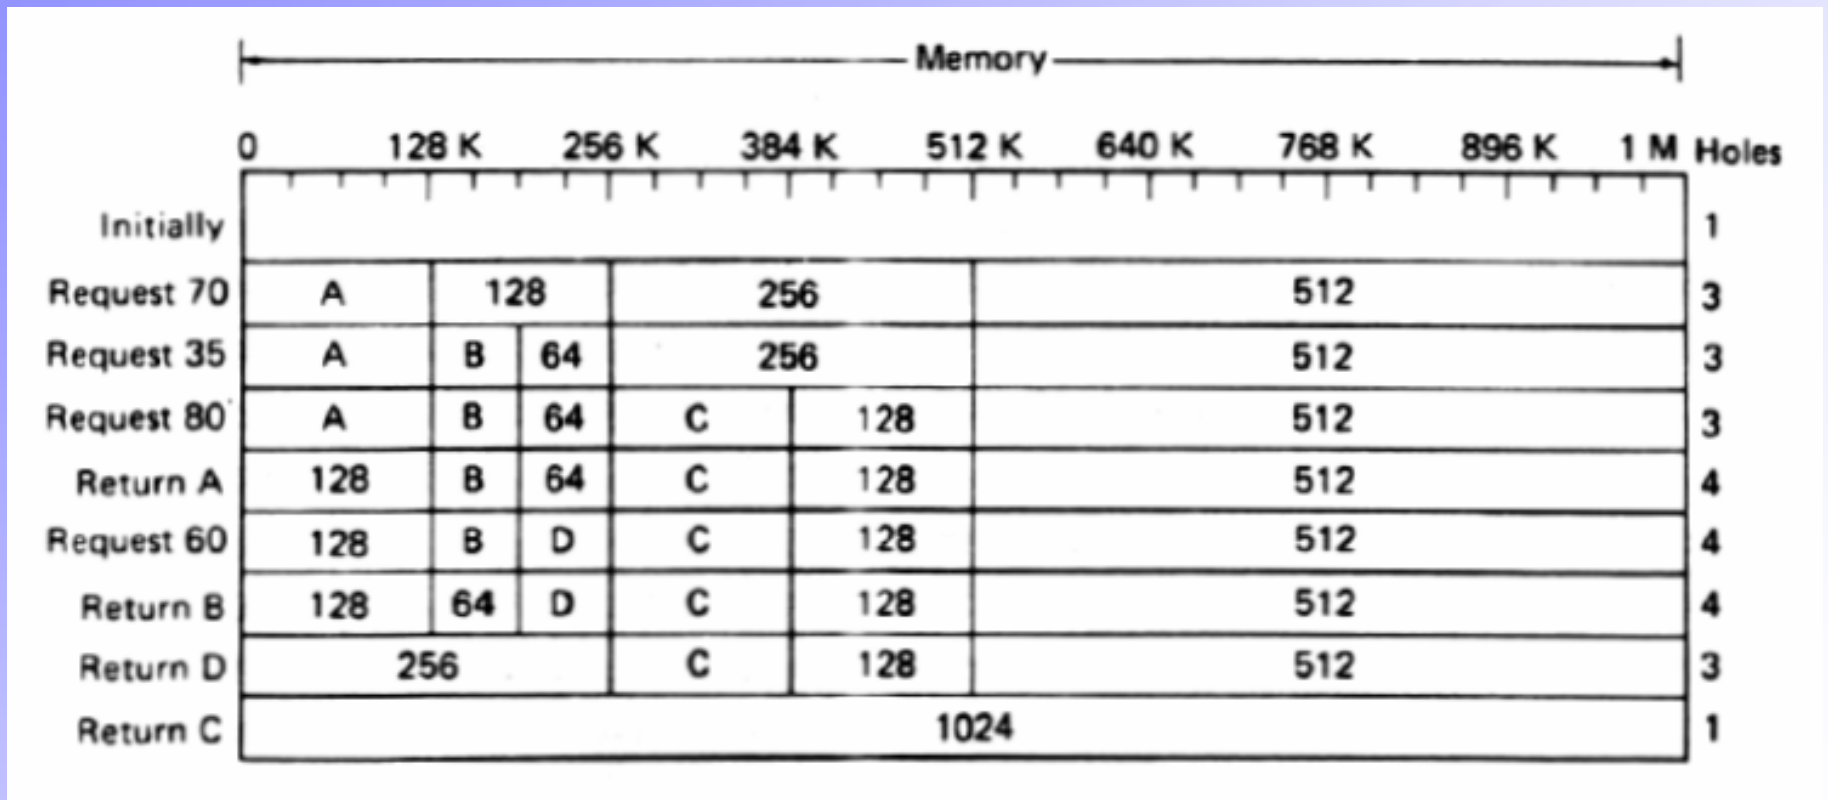 Memory
0 128 K 256 K 384 K 512 K 640 K 768 K 896 K 1 M Holes
Initially 1
Request 70 A 128 256 512 3
Request 35 A B 64 256 512 3
Request 80 A B 64 C 128 512 3
Return A 128 B 64 C 128 512 4
Request 60 128 B D C 128 512 4
Return B 128 64 D C 128 512 4
Return D 256 C 128 512 3
Return C 1024 1